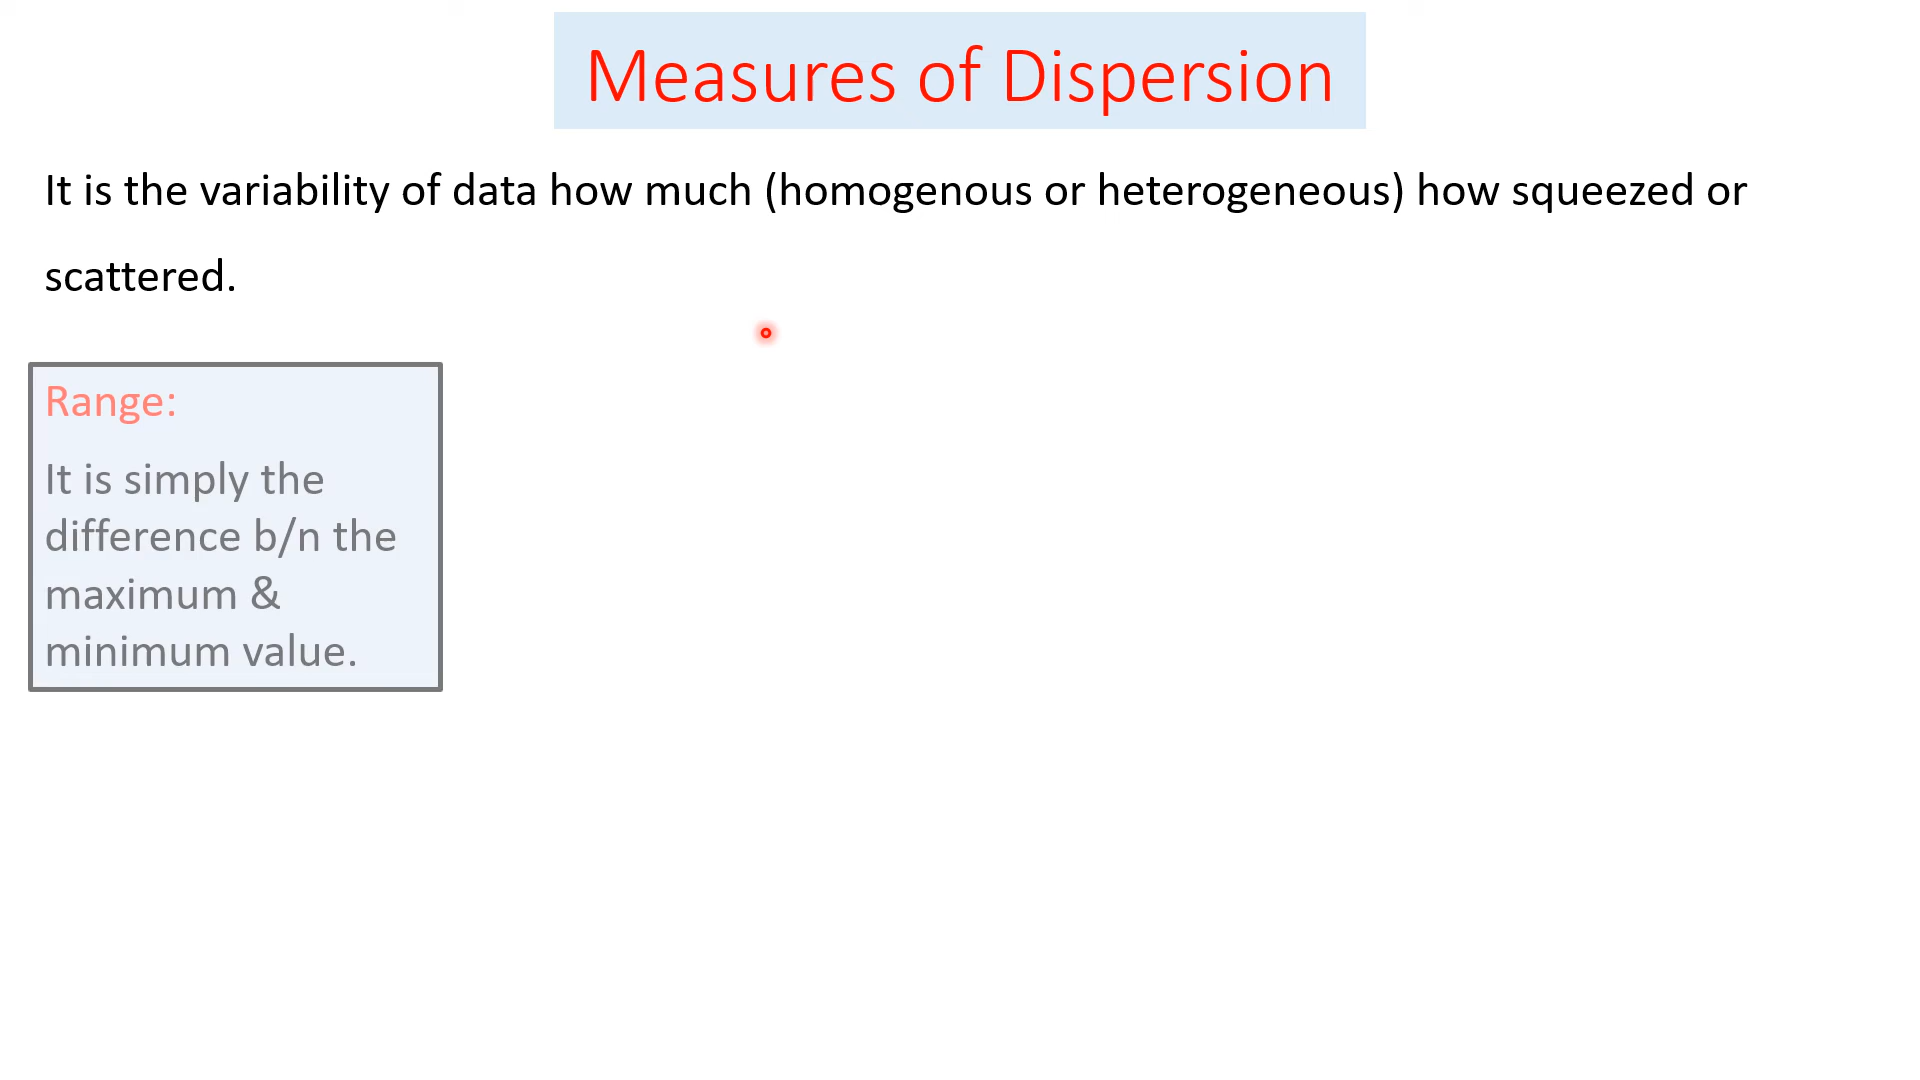 Measures of Dispersion
It is the variability of data how much (homogenous or heterogeneous) how squeezed or
scattered.
Range:
It is simply the
difference b/n the
maximum &
minimum value.